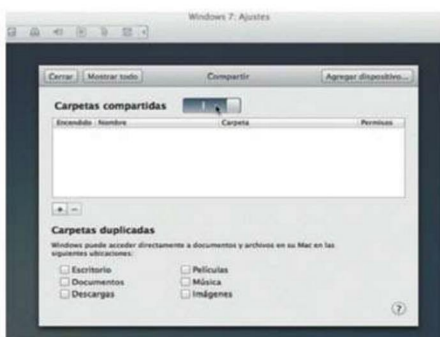 Windows 7: Ajustes
Cerrar Mostrar todo Compartir Agregar dispositivo...
Carpetas compartidas
Encendido Nombre Carpeta Permisos
+ −
Carpetas duplicadas
Windows puede acceder directamente a documentos y archivos en su Mac en las
siguientes ubicaciones:
Escritorio Películas
Documentos Música
Descargas Imágenes
?